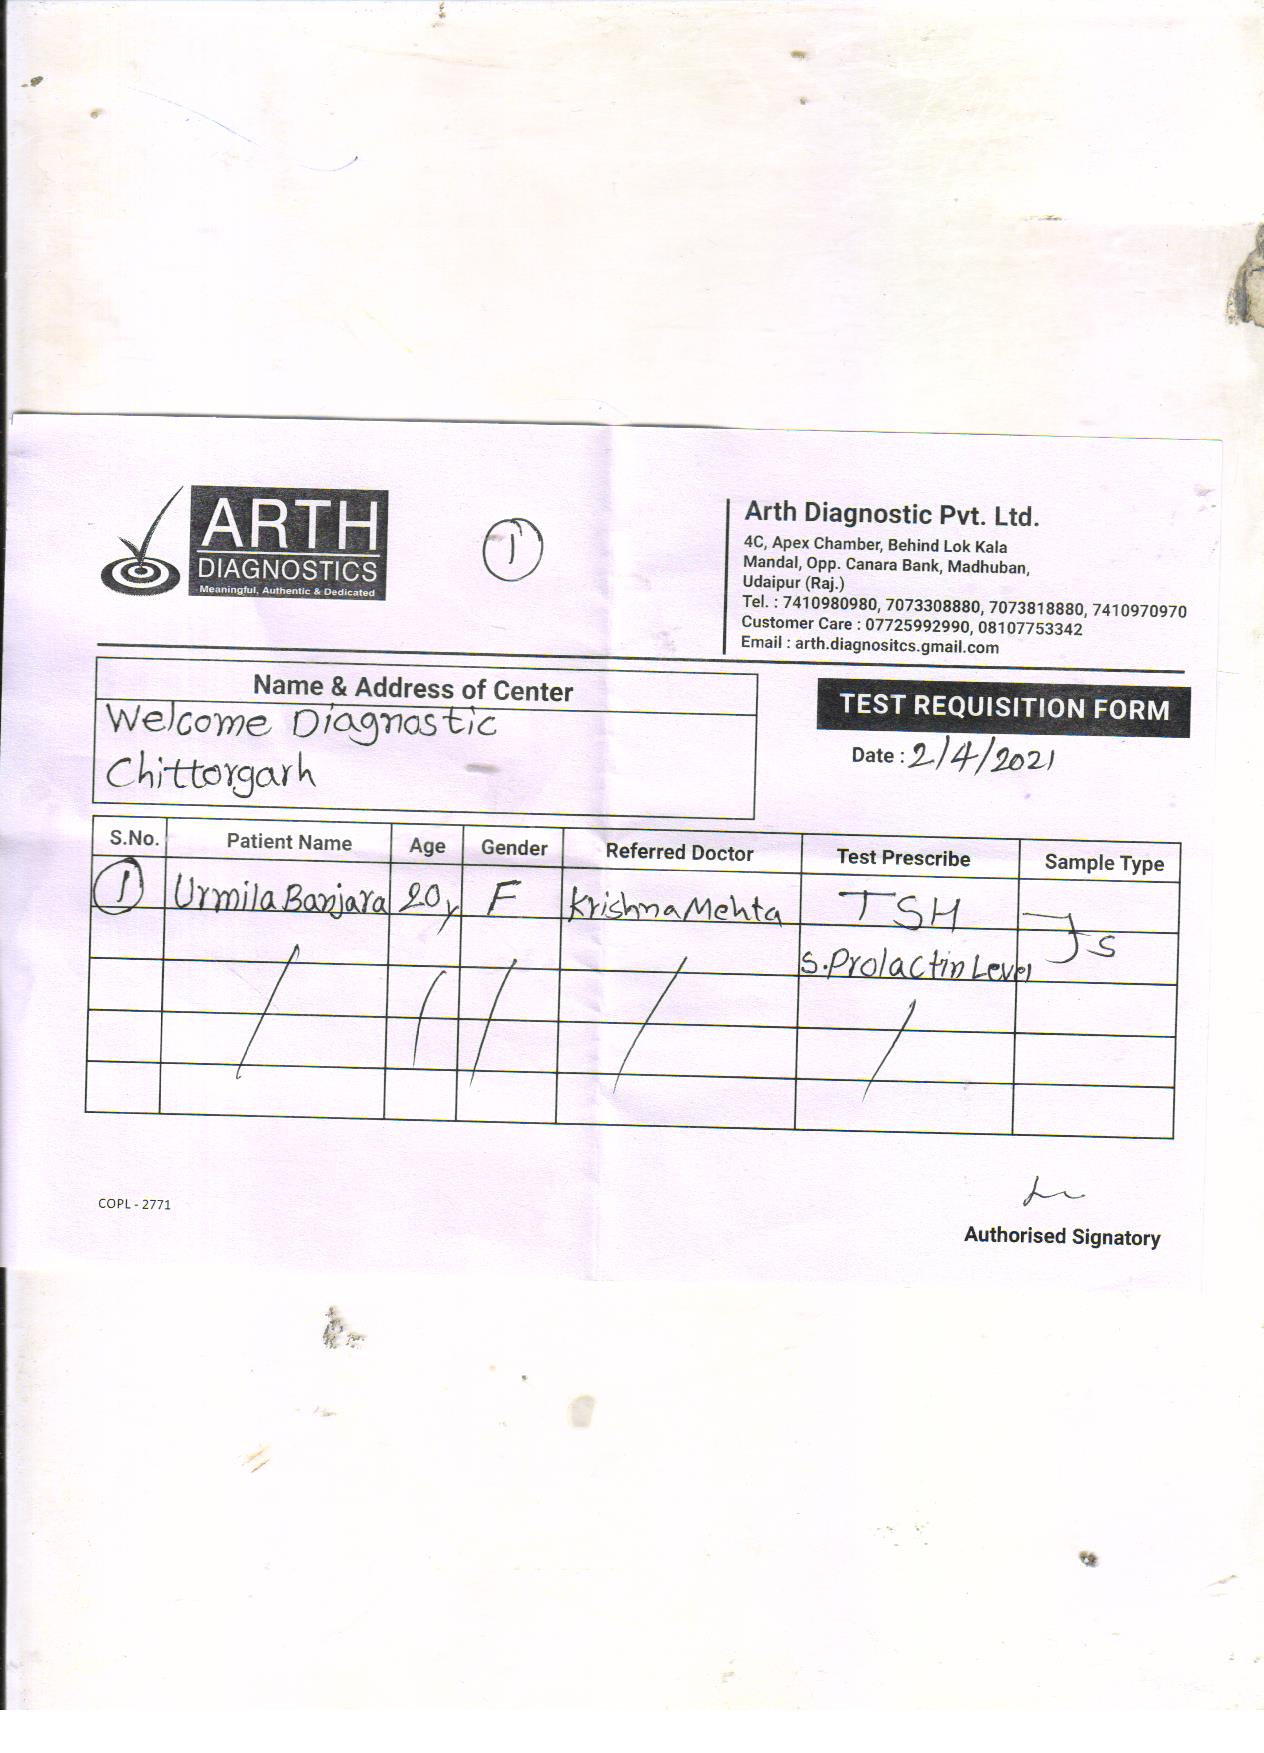 ARTH
DIAGNOSTICS
Meaningful, Authentic & Dedicated
1
Arth Diagnostic Pvt. Ltd.
4C, Apex Chamber, Behind Lok Kala
Mandal, Opp. Canara Bank, Madhuban,
Udaipur (Raj.)
Tel. : 7410980980, 7073308880, 7073818880, 7410970970
Customer Care : 07725992990, 08107753342
Email : arth.diagnositcs.gmail.com
Name & Address of Center
Welcome Diagnostic
Chittorgarh
TEST REQUISITION FORM
Date : 2/4/2021
S.No. Patient Name Age Gender Referred Doctor Test Prescribe Sample Type
1 Urmila Banjara 20y F Krishna Mehta TSH S
S.Prolactin Level
COPL - 2771
Authorised Signatory